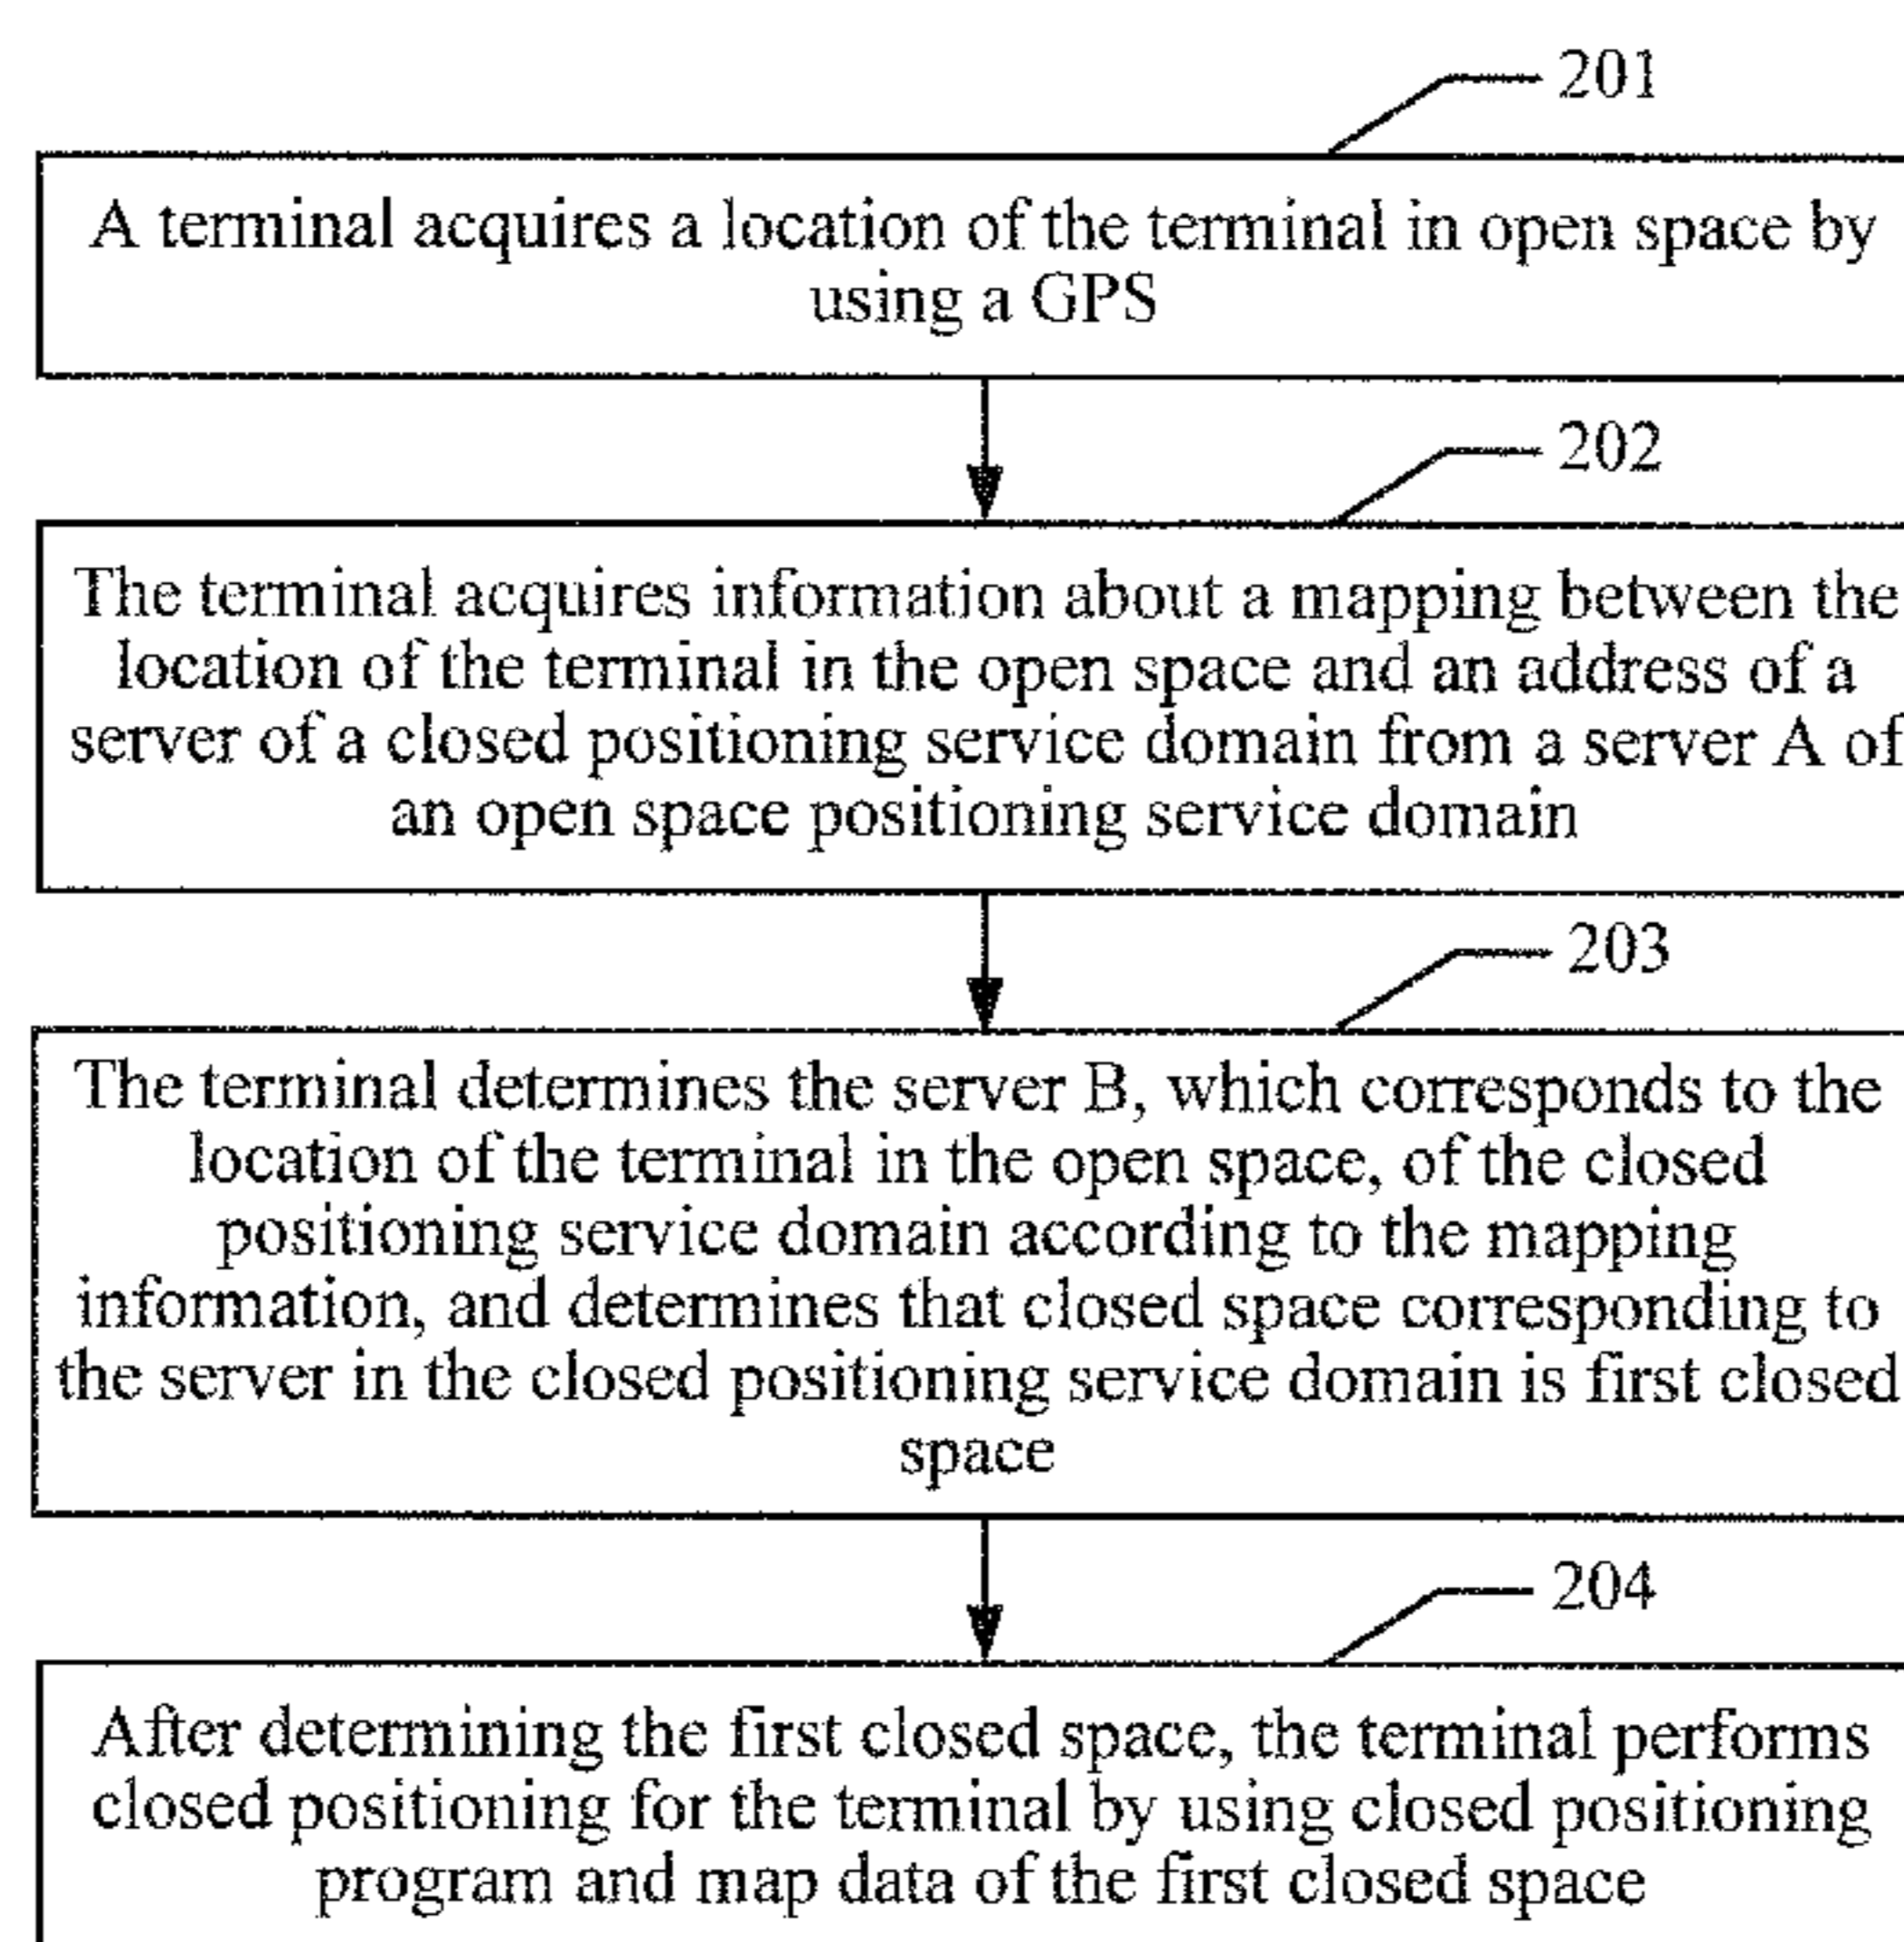 201
A terminal acquires a location of the terminal in open space by
using a GPS
202
The terminal acquires information about a mapping between the
location of the terminal in the open space and an address of a
server of a closed positioning service domain from a server A of
an open space positioning service domain
203
The terminal determines the server B, which corresponds to the
location of the terminal in the open space, of the closed
positioning service domain according to the mapping
information, and determines that closed space corresponding to
the server in the closed positioning service domain is first closed
space
204
After determining the first closed space, the terminal performs
closed positioning for the terminal by using closed positioning
program and map data of the first closed space